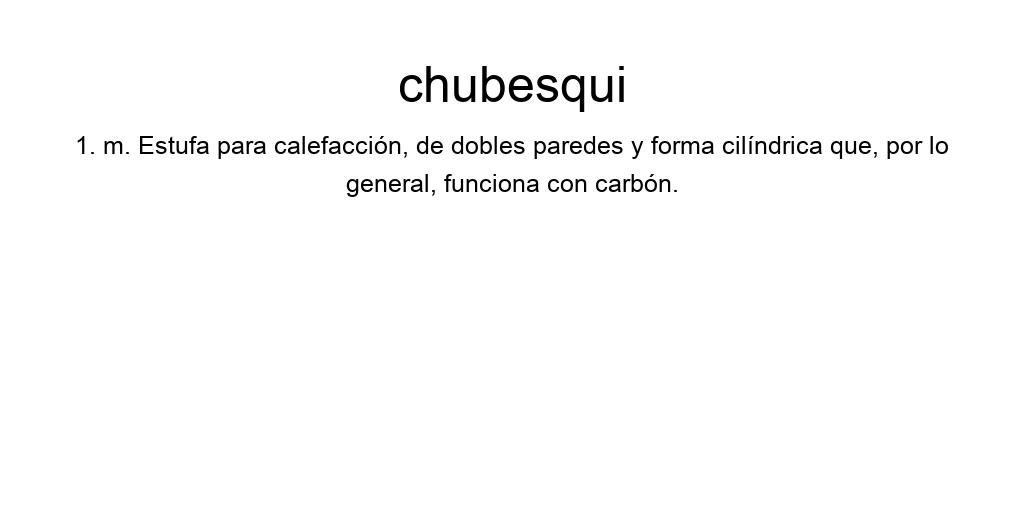 chubesqui
1. m. Estufa para calefacción, de dobles paredes y forma cilíndrica que, por lo
general, funciona con carbón.